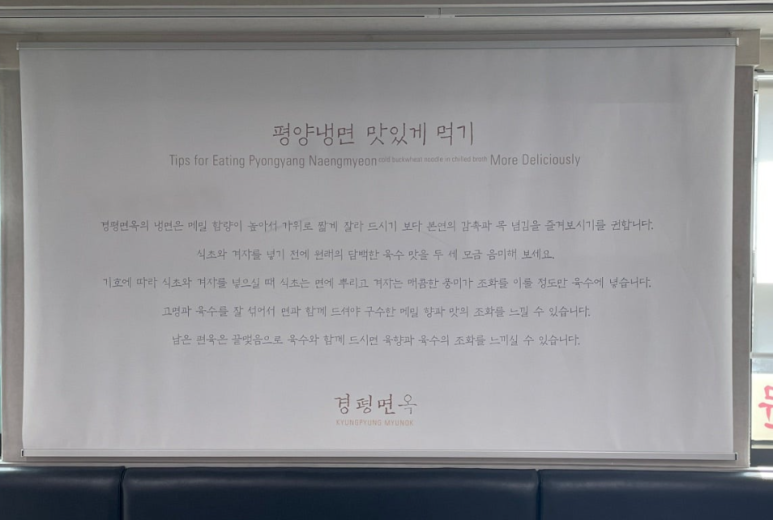 평양냉면 맛있게 먹기
Tips for Eating Pyongyang Naengmyeon cold buckwheat noodle in chilled broth More Deliciously
경평면옥의 냉면은 메밀 함량이 높아서 가위로 짧게 잘라 드시기 보다 본연의 감촉과 목 넘김을 즐겨보시기를 권합니다.
식초와 겨자를 넣기 전에 본래의 담백한 육수 맛을 두 세 모금 음미해 보세요.
기호에 따라 식초와 겨자를 넣으실 때 식초는 면에 뿌리고 겨자는 매콤한 풍미가 조화를 이룰 정도만 육수에 넣습니다.
고명과 육수를 잘 섞어서 면과 함께 드셔야 구수한 메밀 향과 맛의 조화를 느낄 수 있습니다.
남은 편육은 끝맺음으로 육수와 함께 드시면 육향과 육수의 조화를 느끼실 수 있습니다.
경평면옥
KYUNGPYUNG MYUNOK